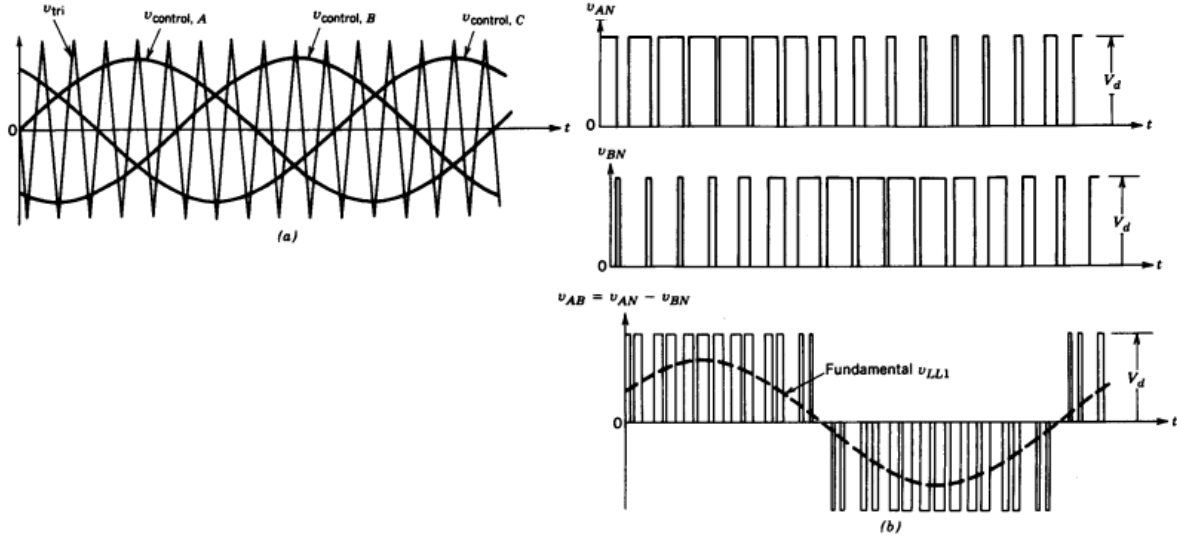 v_tri v_control, A v_control, B v_control, C
0 t
(a)
v_AN
V_d
0 t
v_BN
V_d
0 t
v_AB = v_AN − v_BN
Fundamental v_LL1
V_d
0 t
(b)